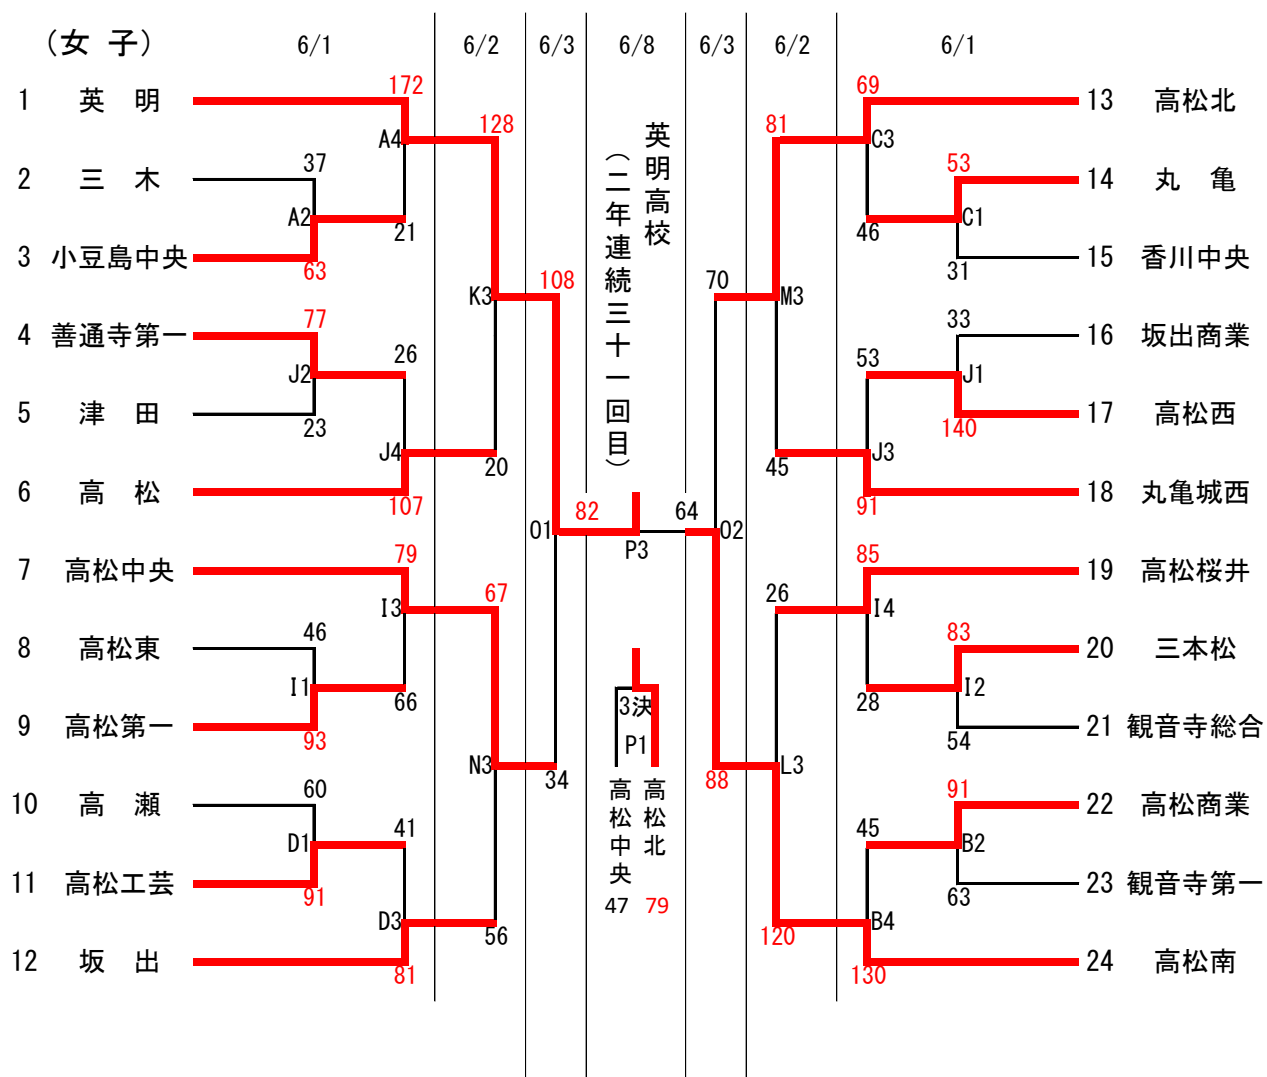 (女 子)
6/1
6/2
6/3
6/8
6/3
6/2
6/1
1 英 明
2 三 木
3 小豆島中央
4 善通寺第一
5 津 田
6 高 松
7 高松中央
8 高松東
9 高松第一
10 高 瀬
11 高松工芸
12 坂 出
172
A4
37
A2
21
63
77
26
J2
23
J4
107
79
I3
46
I1
66
93
60
41
D1
91
D3
81
128
K3
20
67
N3
56
108
O1
34
英明高校
(二年連続三十一回目)
82
64
P3
3決
P1
高松中央
47
高松北
79
70
O2
88
81
M3
45
26
L3
120
69
C3
53
C1
46
31
33
53
J1
140
J3
91
85
I4
83
I2
28
54
91
45
B2
63
B4
130
13 高松北
14 丸 亀
15 香川中央
16 坂出商業
17 高松西
18 丸亀城西
19 高松桜井
20 三本松
21 観音寺総合
22 高松商業
23 観音寺第一
24 高松南